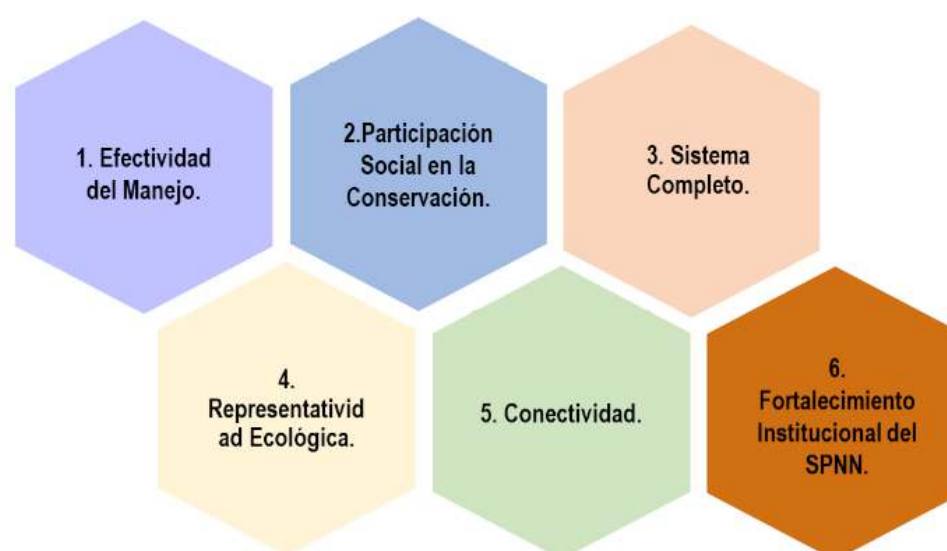 1. Efectividad
del Manejo.
2.Participación
Social en la
Conservación.
3. Sistema
Completo.
4.
Representativid
ad Ecológica.
5. Conectividad.
6.
Fortalecimiento
Institucional del
SPNN.